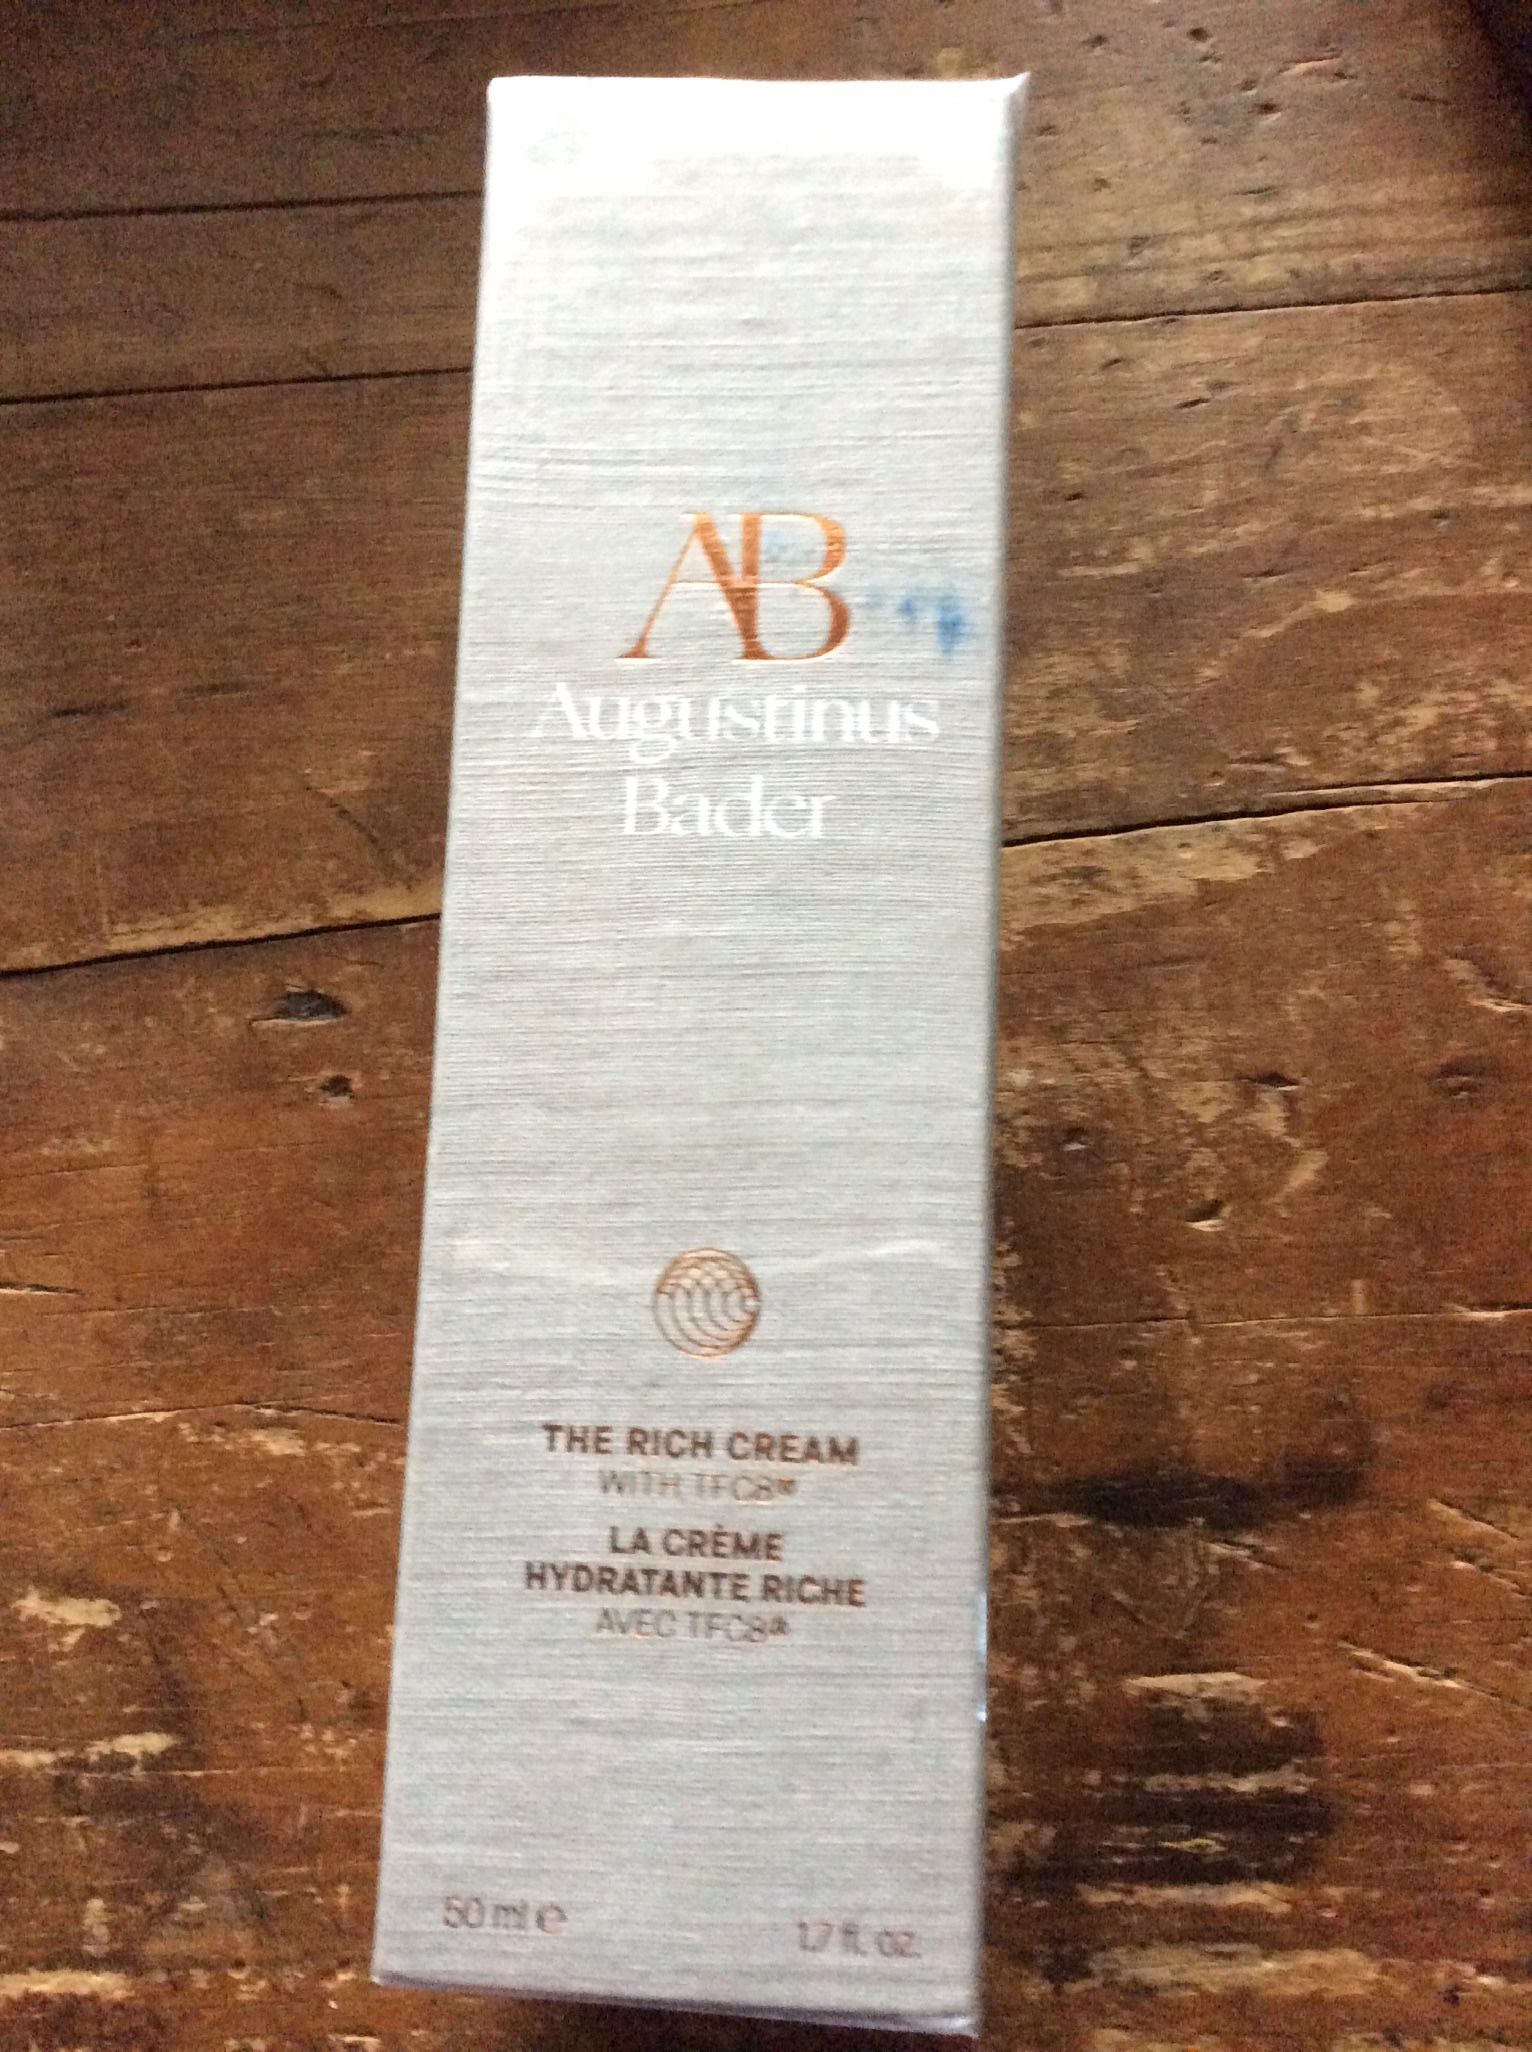 AB
Augustinus
Bader
THE RICH CREAM
WITH TFC8®
LA CRÈME
HYDRATANTE RICHE
AVEC TFC8®
50 ml e
1.7 fl. oz.